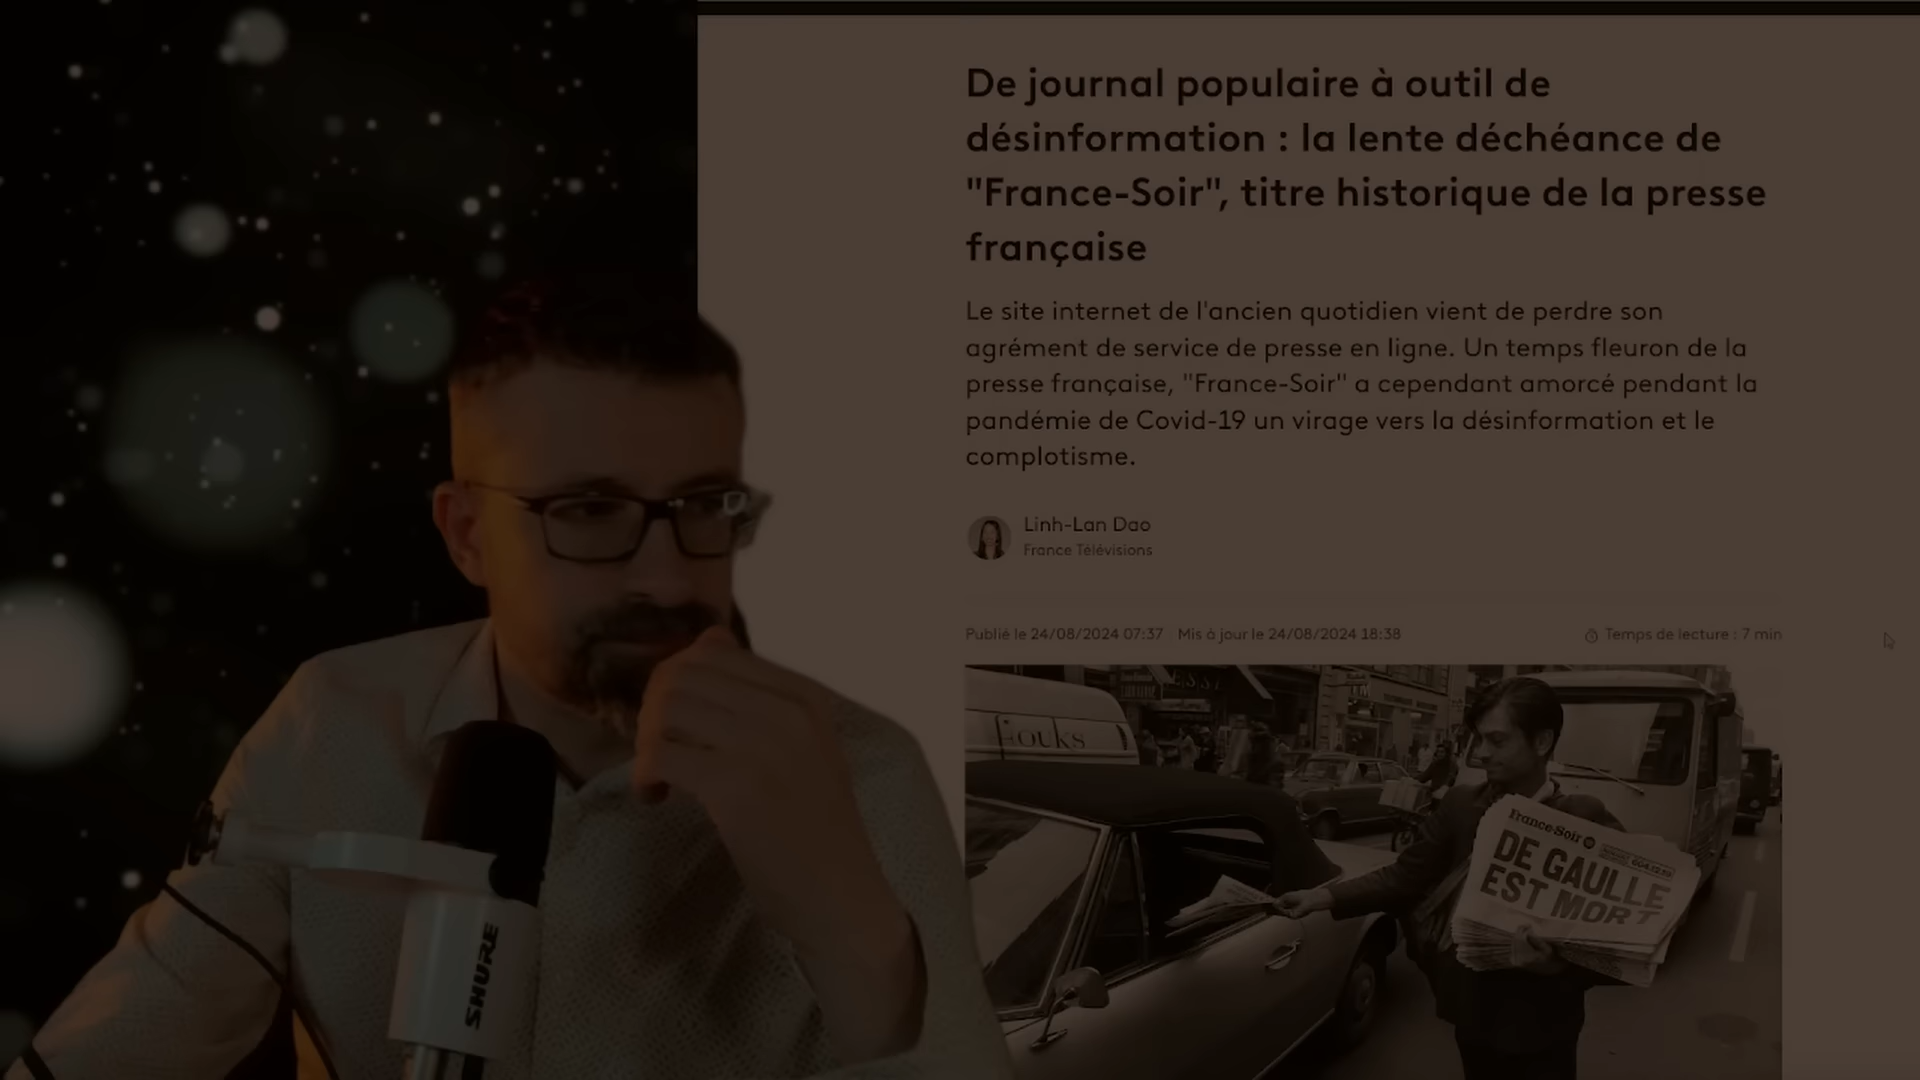 De journal populaire à outil de
désinformation : la lente déchéance de
"France-Soir", titre historique de la presse
française
Le site internet de l'ancien quotidien vient de perdre son
agrément de service de presse en ligne. Un temps fleuron de la
presse française, "France-Soir" a cependant amorcé pendant la
pandémie de Covid-19 un virage vers la désinformation et le
complotisme.
Linh-Lan Dao
France Télévisions
Publié le 24/08/2024 07:37 Mis à jour le 24/08/2024 18:38
Temps de lecture : 7 min
France-Soir
DE GAULLE
EST MORT
SHURE